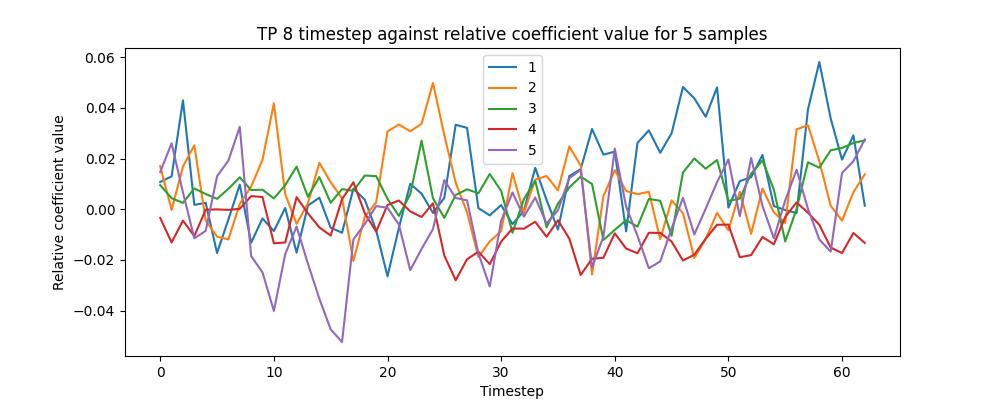 TP 8 timestep against relative coefficient value for 5 samples
0.06
0.04
0.02
0.00
−0.02
−0.04
Relative coefficient value
1
2
3
4
5
0 10 20 30 40 50 60
Timestep